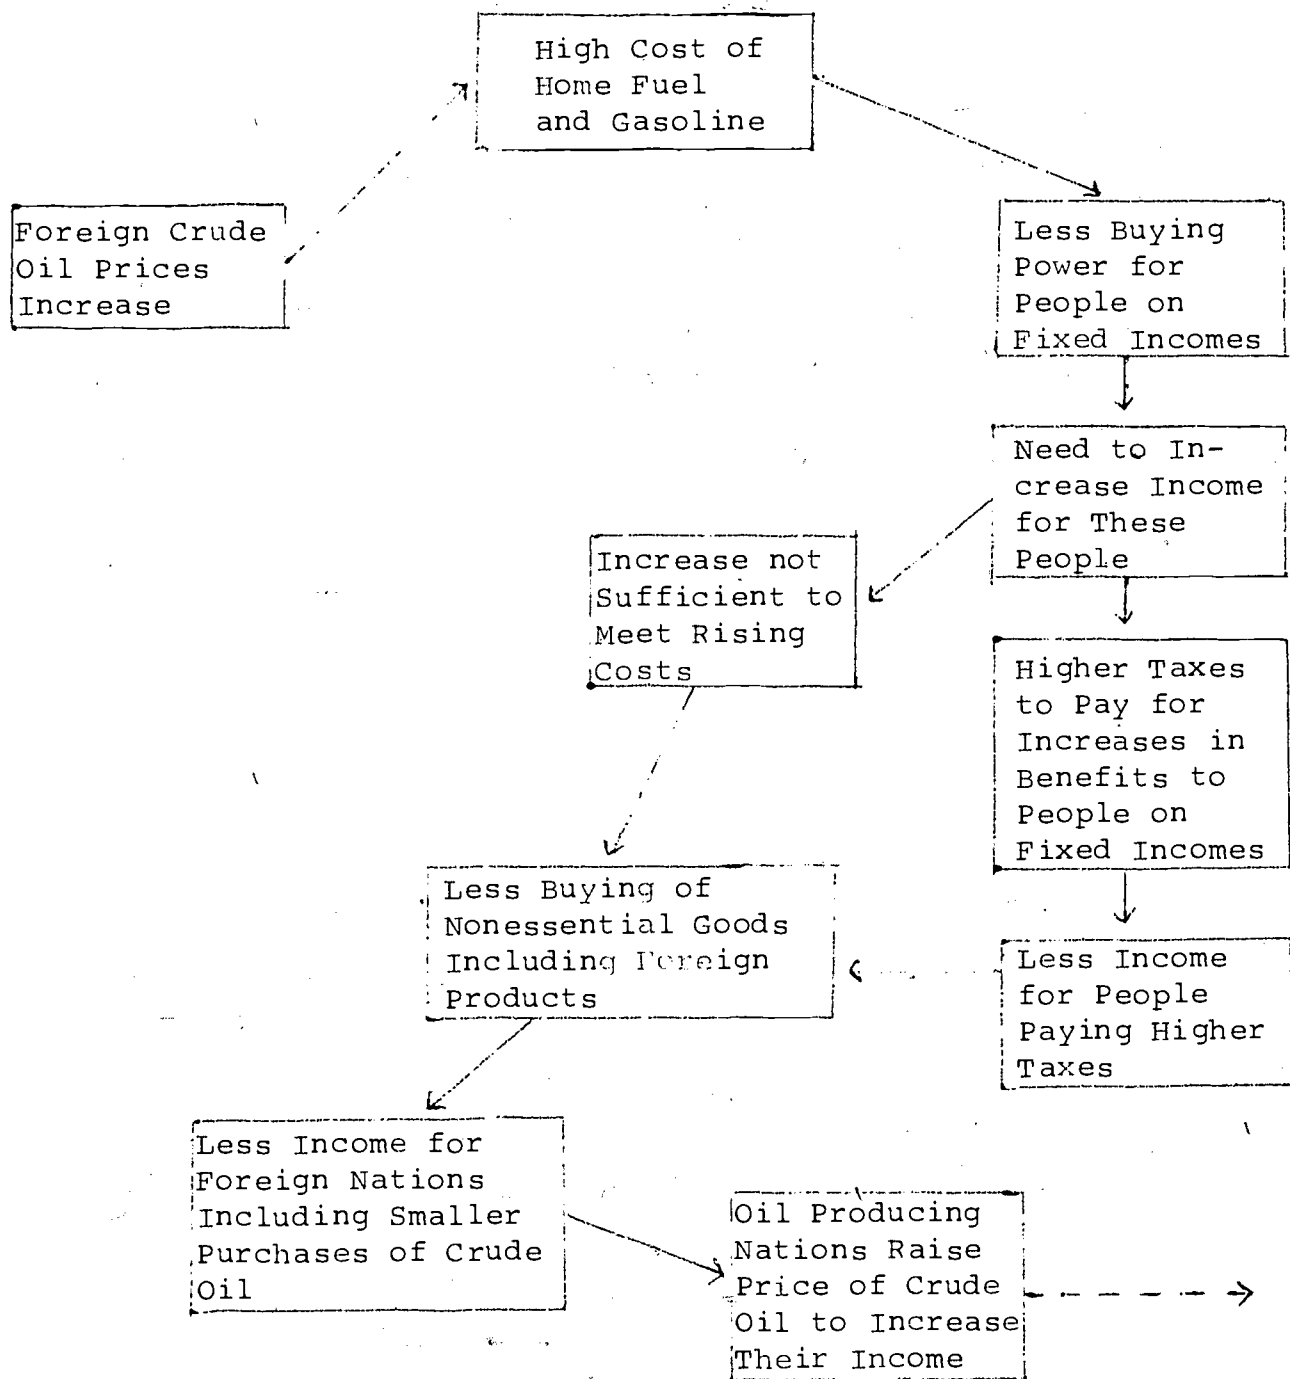 High Cost of
Home Fuel
and Gasoline
Foreign Crude
Oil Prices
Increase
Less Buying
Power for
People on
Fixed Incomes
Need to In-
crease Income
for These
People
Increase not
Sufficient to
Meet Rising
Costs
Higher Taxes
to Pay for
Increases in
Benefits to
People on
Fixed Incomes
Less Buying of
Nonessential Goods
Including Foreign
Products
Less Income
for People
Paying Higher
Taxes
Less Income for
Foreign Nations
Including Smaller
Purchases of Crude
Oil
Oil Producing
Nations Raise
Price of Crude
Oil to Increase
Their Income